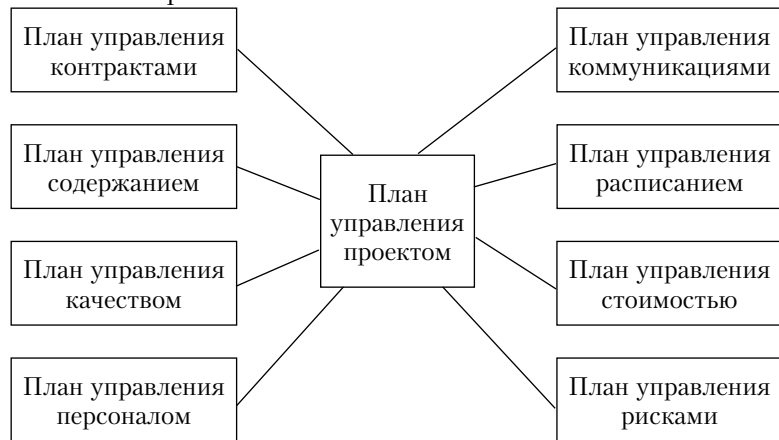 План управления
контрактами
План управления
коммуникациями
План управления
содержанием
План управления
расписанием
План
управления
проектом
План управления
качеством
План управления
стоимостью
План управления
персоналом
План управления
рисками